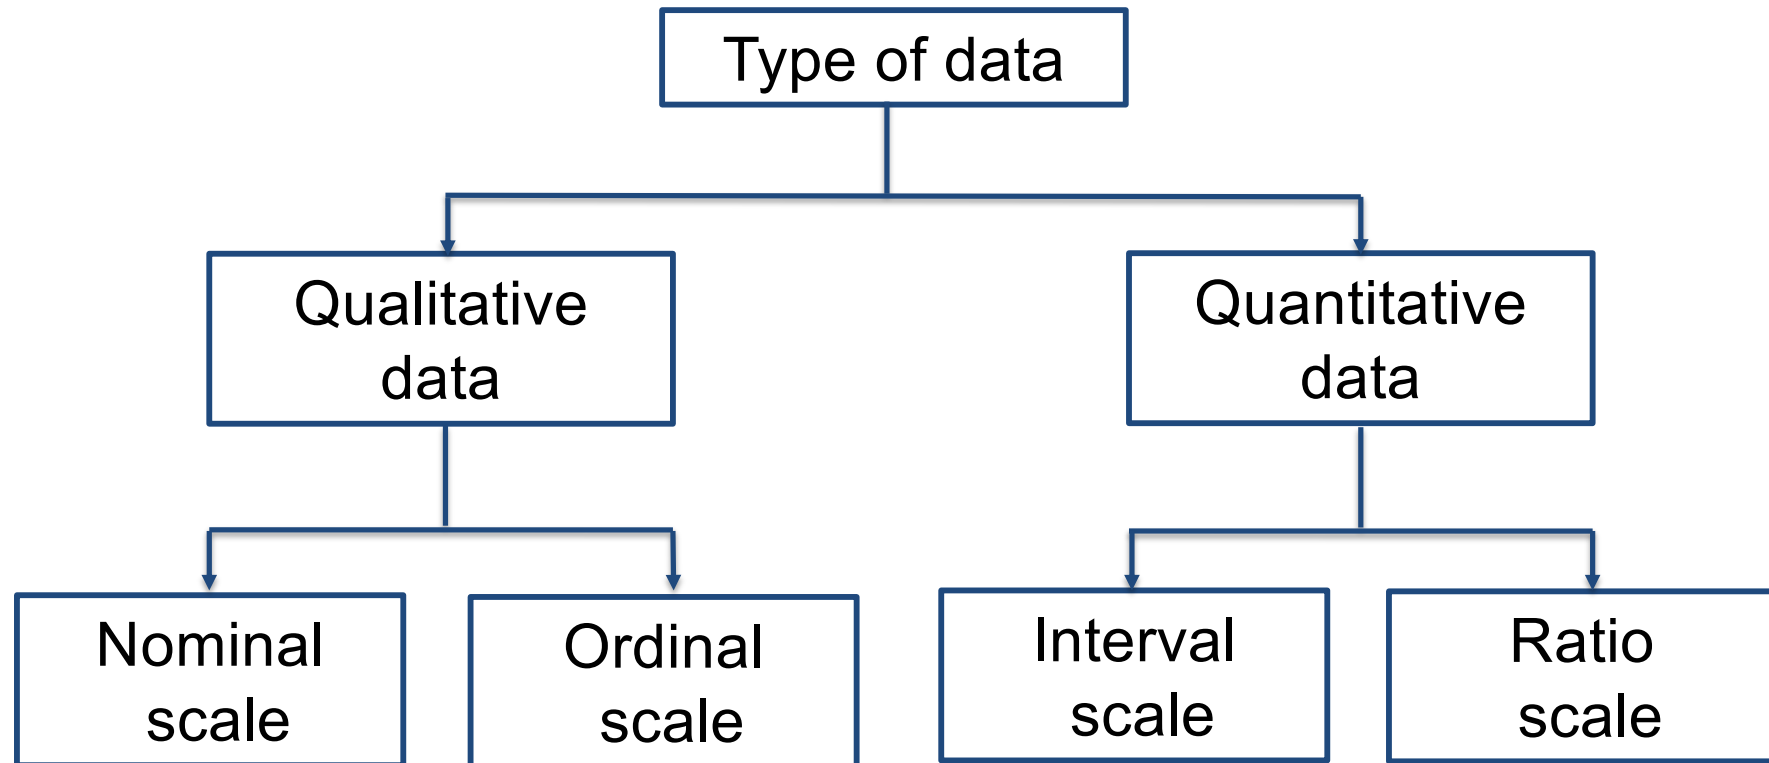 Type of data
Qualitative
data
Quantitative
data
Nominal
scale
Ordinal
scale
Interval
scale
Ratio
scale